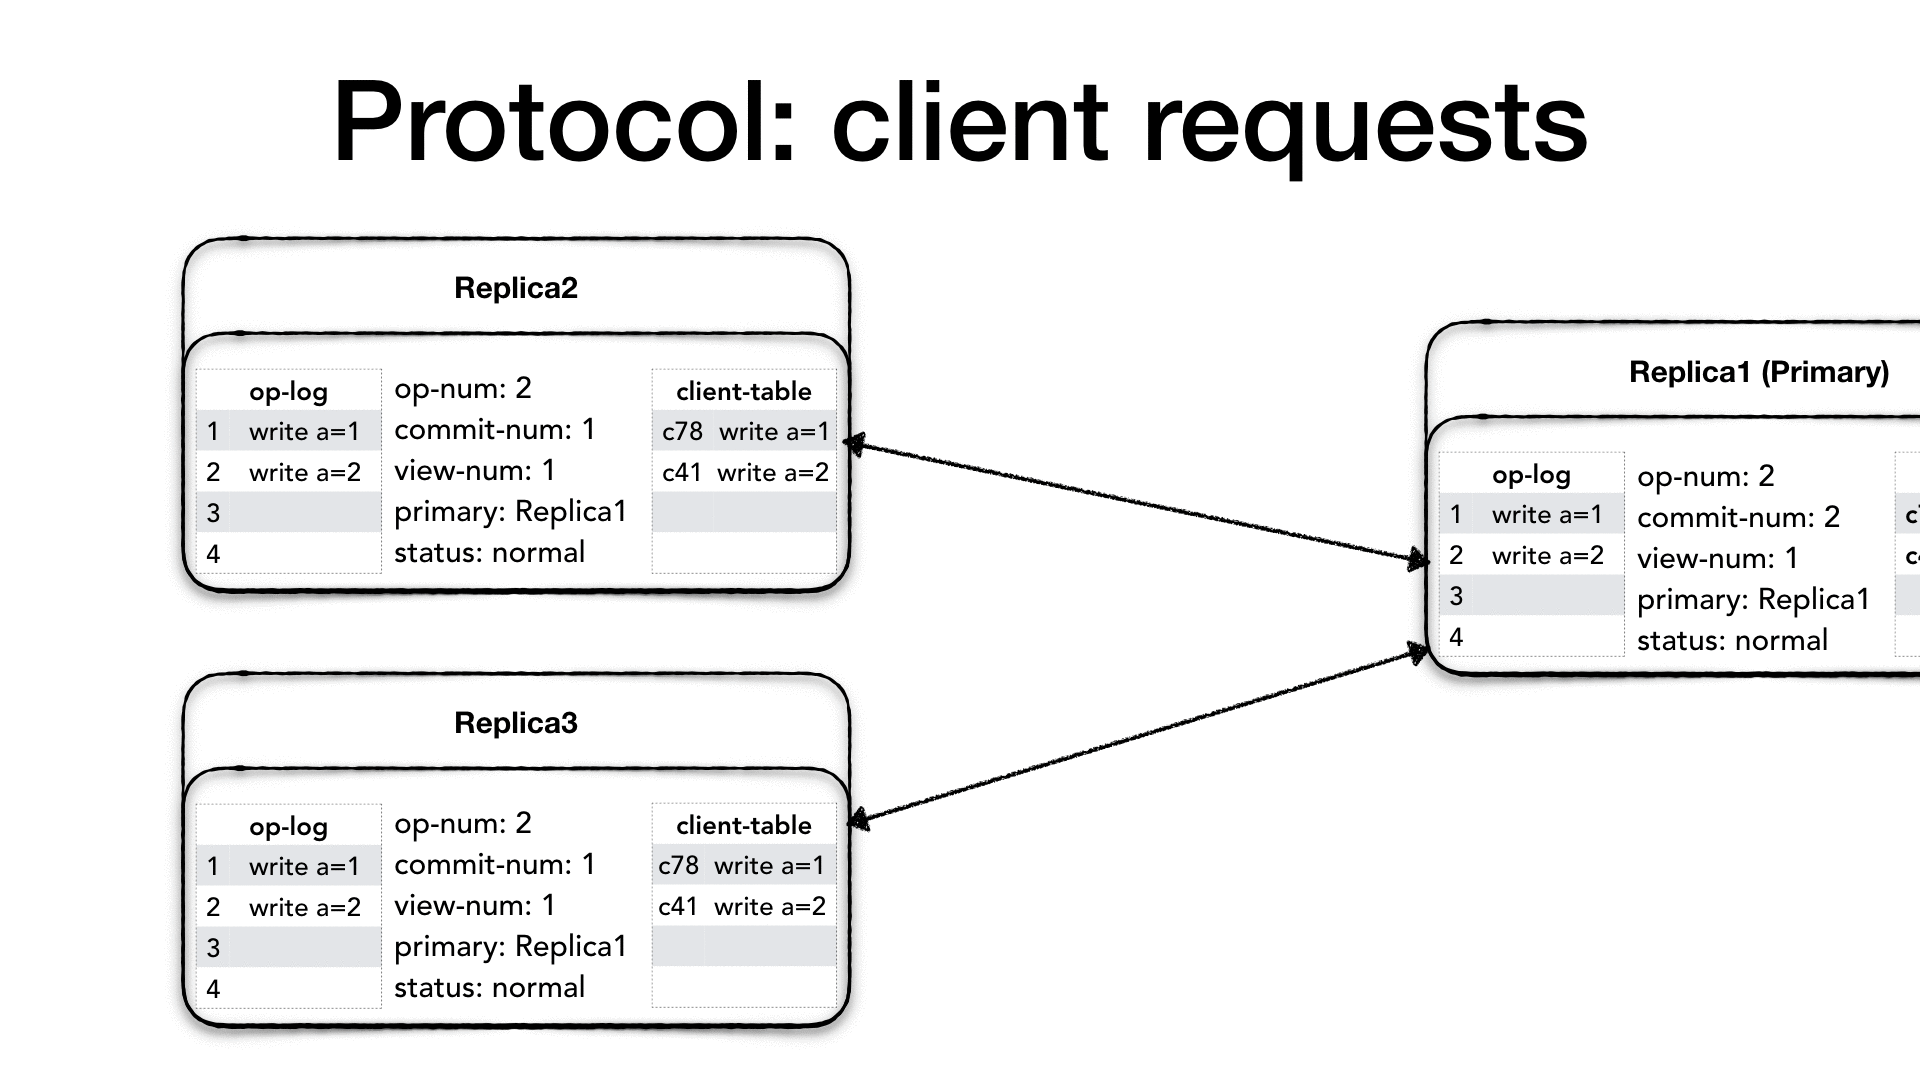 Protocol: client requests
Replica2
op-log
1 write a=1
2 write a=2
3
4
op-num: 2
commit-num: 1
view-num: 1
primary: Replica1
status: normal
client-table
c78 write a=1
c41 write a=2
Replica1 (Primary)
op-log
1 write a=1
2 write a=2
3
4
op-num: 2
commit-num: 2
view-num: 1
primary: Replica1
status: normal
Replica3
op-log
1 write a=1
2 write a=2
3
4
op-num: 2
commit-num: 1
view-num: 1
primary: Replica1
status: normal
client-table
c78 write a=1
c41 write a=2